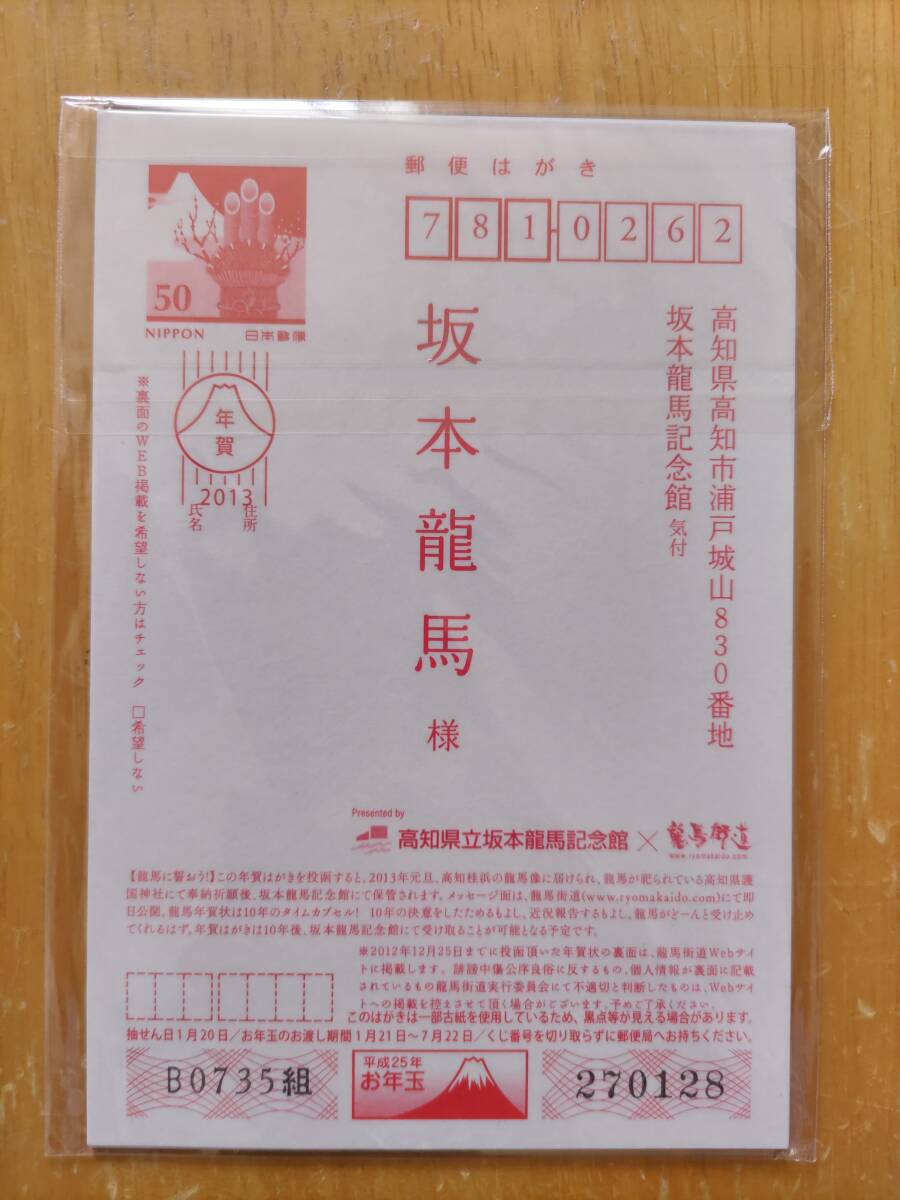 郵便はがき
50
NIPPON 日本郵便
781-0262
高知県高知市浦戸城山830番地
坂本龍馬記念館 気付
坂本龍馬 様
年賀
2013
住所
氏名
※裏面のWEB掲載を希望しない方はチェック □希望しない
Presented by
高知県立坂本龍馬記念館 × 龍馬街道
www.ryomakaido.com
【龍馬に誓おう!】この年賀はがきを投函すると、2013年元旦、高知桂浜の龍馬像に届けられ、龍馬が祀られている高知県護
国神社にて奉納祈願後、坂本龍馬記念館にて保管されます。メッセージ面は、龍馬街道(www.ryomakaido.com)にて即
日公開。龍馬年賀状は10年のタイムカプセル! 10年の決意をしたためるもよし、近況報告するもよし、龍馬がどーんと受け止め
てくれるはず。年賀はがきは10年後、坂本龍馬記念館にて受け取ることが可能となる予定です。
※2012年12月25日までに投函頂いた年賀状の裏面は、龍馬街道Webサイ
トに掲載します。誹謗中傷公序良俗に反するもの、個人情報が裏面に記載
されているもの龍馬街道実行委員会にて不適切と判断したものは、Webサイ
トへの掲載を控えさせて頂く場合がございます。予めご了承ください。
このはがきは一部古紙を使用しているため、黒点等が見える場合があります。
抽せん日1月20日/お年玉のお渡し期間1月21日~7月22日/くじ番号を切り取らずに郵便局へお持ちください。
B0735組
平成25年
お年玉
270128